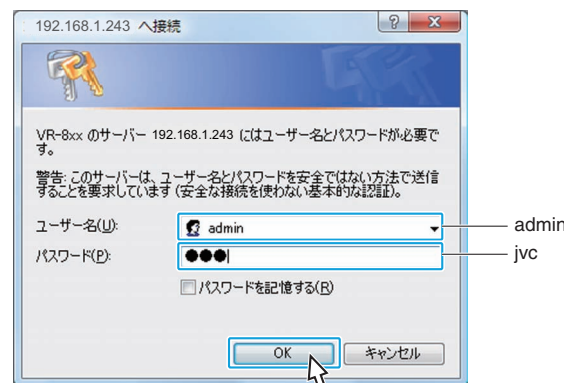 192.168.1.243 へ接続
VR-8xx のサーバー 192.168.1.243 にはユーザー名とパスワードが必要で
す。
警告: このサーバーは、ユーザー名とパスワードを安全ではない方法で送信
することを要求しています (安全な接続を使わない基本的な認証)。
ユーザー名(U):
admin
admin
パスワード(P):
●●●
jvc
パスワードを記憶する(R)
OK
キャンセル